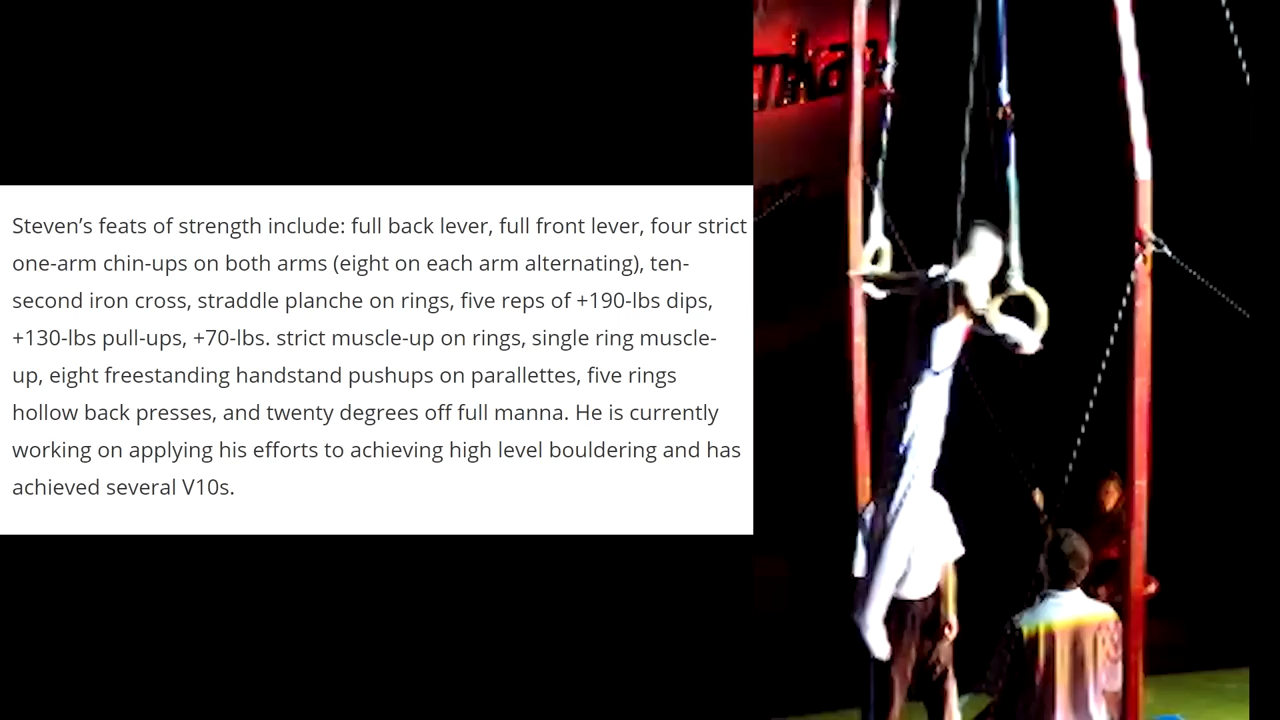 Steven’s feats of strength include: full back lever, full front lever, four strict
one-arm chin-ups on both arms (eight on each arm alternating), ten-
second iron cross, straddle planche on rings, five reps of +190-lbs dips,
+130-lbs pull-ups, +70-lbs. strict muscle-up on rings, single ring muscle-
up, eight freestanding handstand pushups on parallettes, five rings
hollow back presses, and twenty degrees off full manna. He is currently
working on applying his efforts to achieving high level bouldering and has
achieved several V10s.